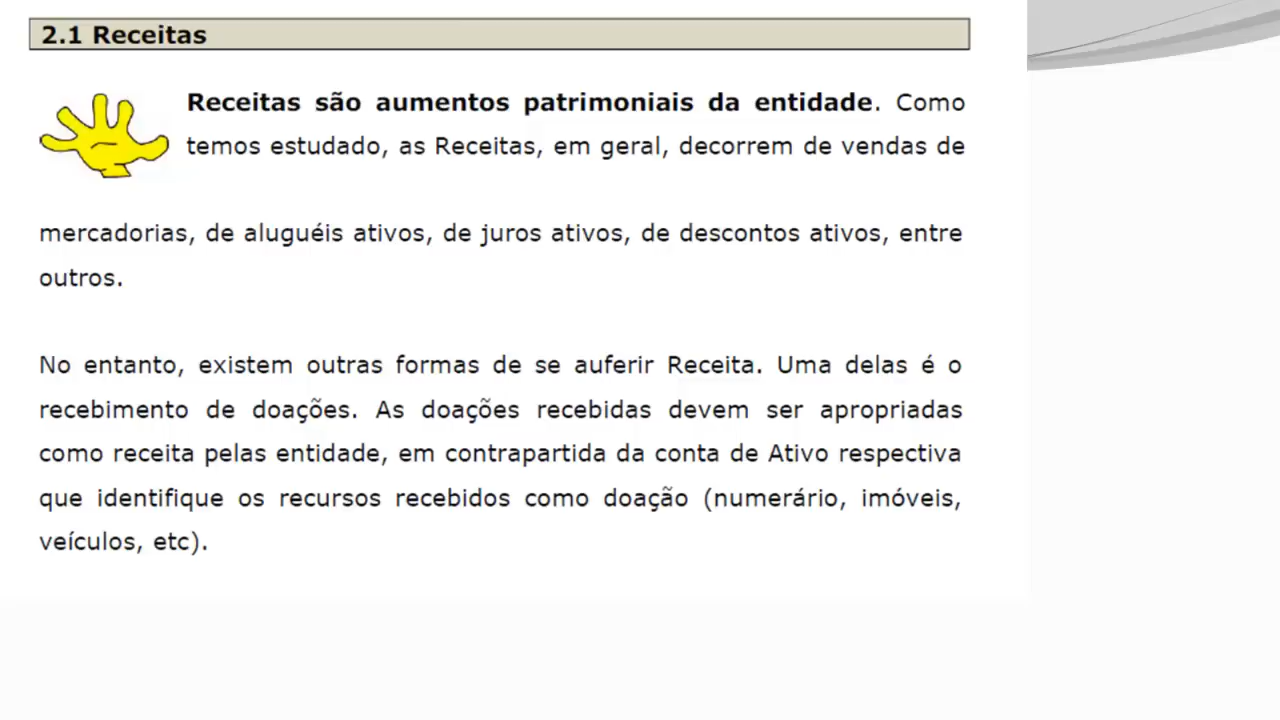 2.1 Receitas
Receitas são aumentos patrimoniais da entidade. Como
temos estudado, as Receitas, em geral, decorrem de vendas de
mercadorias, de aluguéis ativos, de juros ativos, de descontos ativos, entre
outros.
No entanto, existem outras formas de se auferir Receita. Uma delas é o
recebimento de doações. As doações recebidas devem ser apropriadas
como receita pelas entidade, em contrapartida da conta de Ativo respectiva
que identifique os recursos recebidos como doação (numerário, imóveis,
veículos, etc).